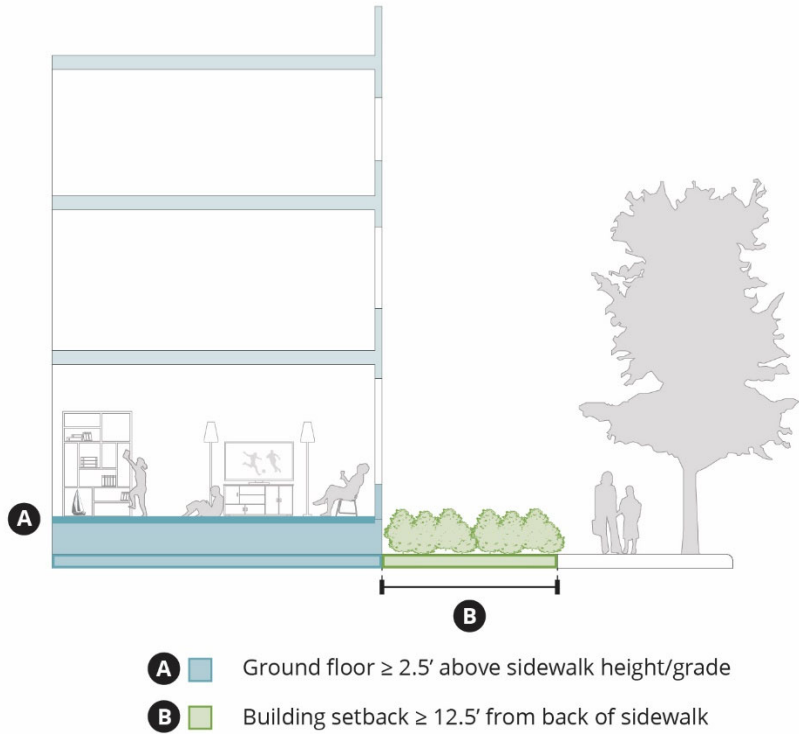 A
B
A Ground floor ≥ 2.5’ above sidewalk height/grade
B Building setback ≥ 12.5’ from back of sidewalk